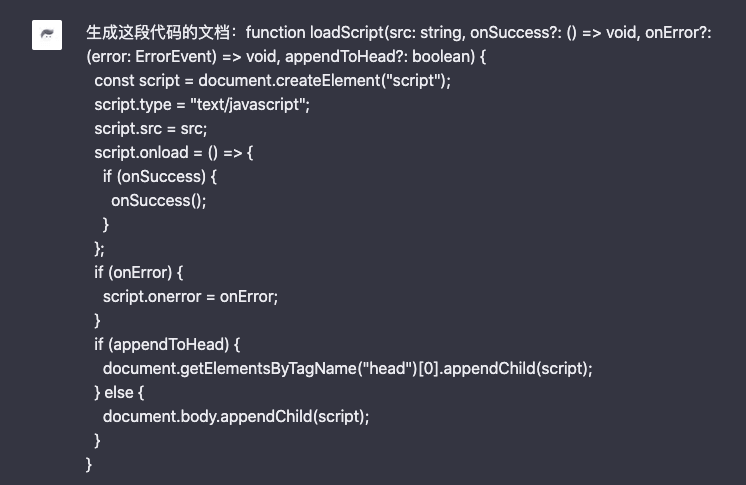 生成这段代码的文档：function loadScript(src: string, onSuccess?: () => void, onError?:
(error: ErrorEvent) => void, appendToHead?: boolean) {
const script = document.createElement("script");
script.type = "text/javascript";
script.src = src;
script.onload = () => {
if (onSuccess) {
onSuccess();
}
};
if (onError) {
script.onerror = onError;
}
if (appendToHead) {
document.getElementsByTagName("head")[0].appendChild(script);
} else {
document.body.appendChild(script);
}
}